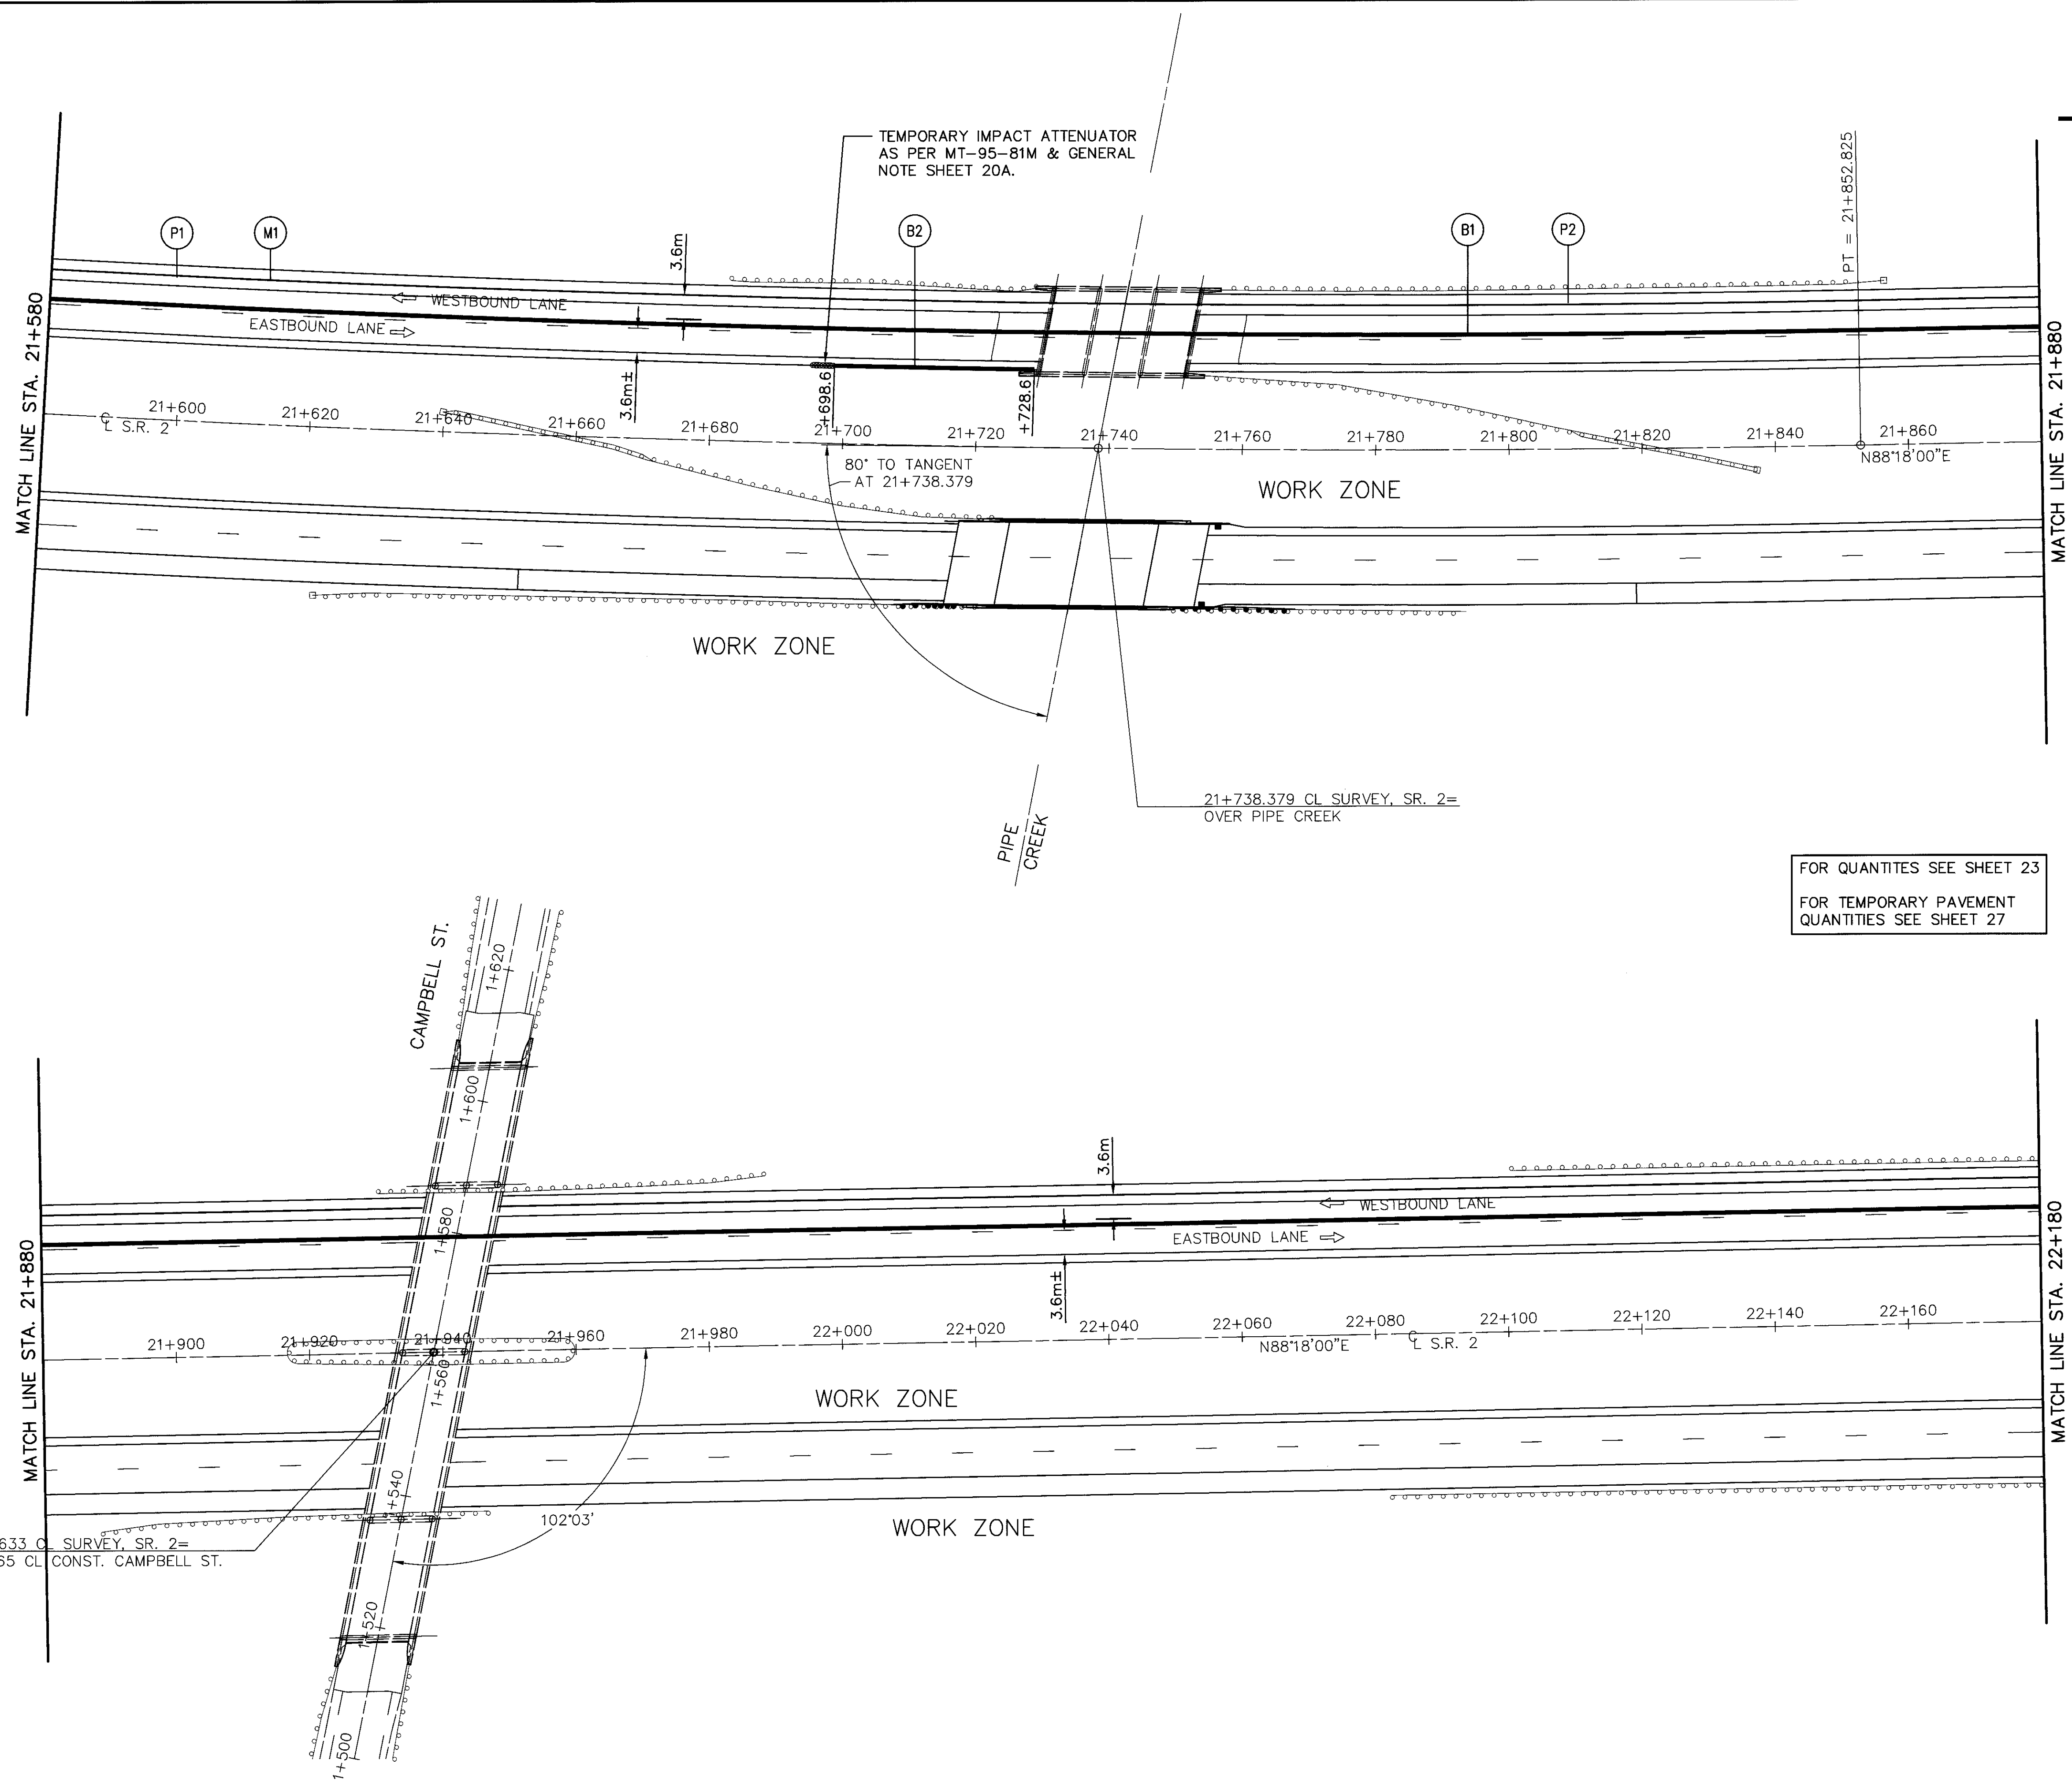 TEMPORARY IMPACT ATTENUATOR
AS PER MT-95-81M & GENERAL
NOTE SHEET 20A.
PT = 21+852.825
P1
M1
B2
B1
P2
3.6m
WESTBOUND LANE
EASTBOUND LANE
3.6m±
+698.6
+728.6
MATCH LINE STA. 21+580
MATCH LINE STA. 21+880
21+600
21+620
21+640
21+660
21+680
21+700
21+720
21+740
21+760
21+780
21+800
21+820
21+840
21+860
℄ S.R. 2
N88°18'00"E
80° TO TANGENT
AT 21+738.379
WORK ZONE
WORK ZONE
21+738.379 CL SURVEY, SR. 2=
OVER PIPE CREEK
PIPE
CREEK
FOR QUANTITES SEE SHEET 23
FOR TEMPORARY PAVEMENT
QUANTITIES SEE SHEET 27
CAMPBELL ST.
1+620
1+600
1+580
1+560
1+540
1+520
1+500
3.6m
WESTBOUND LANE
EASTBOUND LANE
3.6m±
MATCH LINE STA. 21+880
MATCH LINE STA. 22+180
21+900
21+920
21+940
21+960
21+980
22+000
22+020
22+040
22+060
22+080
22+100
22+120
22+140
22+160
N88°18'00"E
℄ S.R. 2
WORK ZONE
WORK ZONE
102°03'
633 CL SURVEY, SR. 2=
65 CL CONST. CAMPBELL ST.